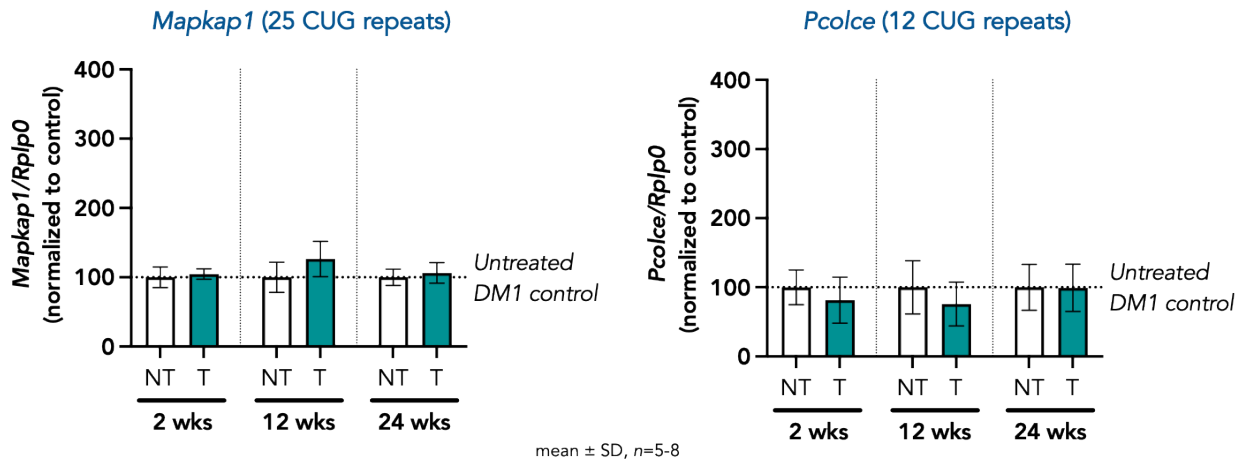 Mapkap1 (25 CUG repeats)
Mapkap1/Rplp0
(normalized to control)
400
300
200
100
0
Untreated
DM1 control
NT T NT T NT T
2 wks 12 wks 24 wks
Pcolce (12 CUG repeats)
Pcolce/Rplp0
(normalized to control)
400
300
200
100
0
Untreated
DM1 control
NT T NT T NT T
2 wks 12 wks 24 wks
mean ± SD, n=5-8